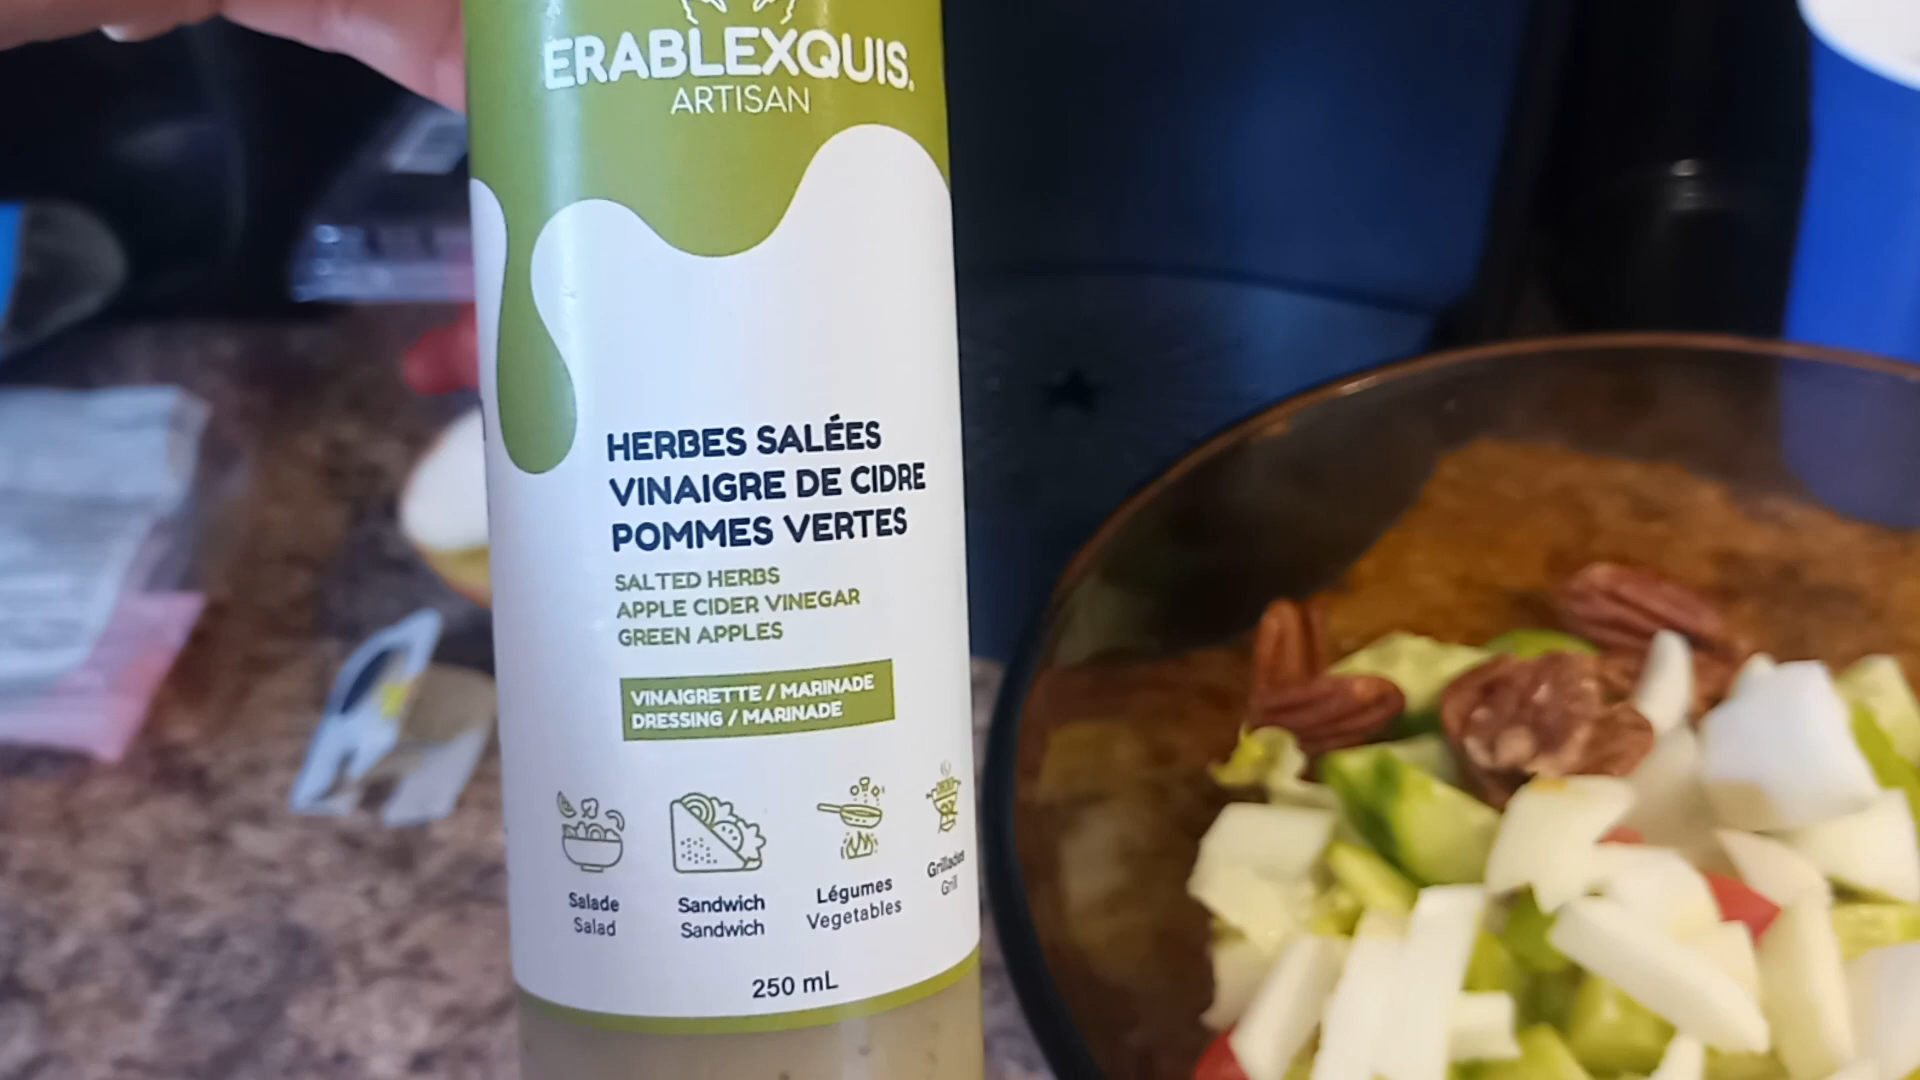 ERABLEXQUIS.
ARTISAN
HERBES SALÉES
VINAIGRE DE CIDRE
POMMES VERTES
SALTED HERBS
APPLE CIDER VINEGAR
GREEN APPLES
VINAIGRETTE / MARINADE
DRESSING / MARINADE
Salade
Salad
Sandwich
Sandwich
Légumes
Vegetables
Grillades
Grill
250 mL